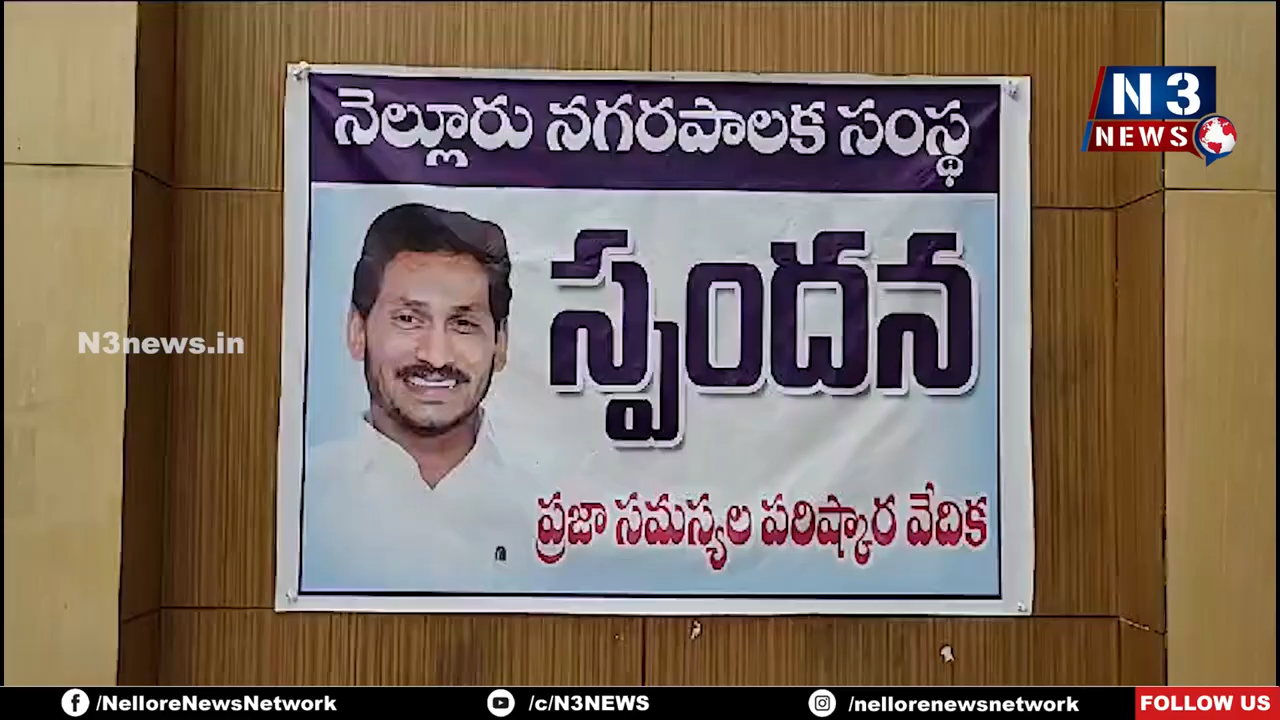 నెల్లూరు నగరపాలక సంస్థ
N3
NEWS
స్పందన
N3news.in
ప్రజా సమస్యల పరిష్కార వేదిక
/NelloreNewsNetwork
/c/N3NEWS
/nellorenewsnetwork
FOLLOW US